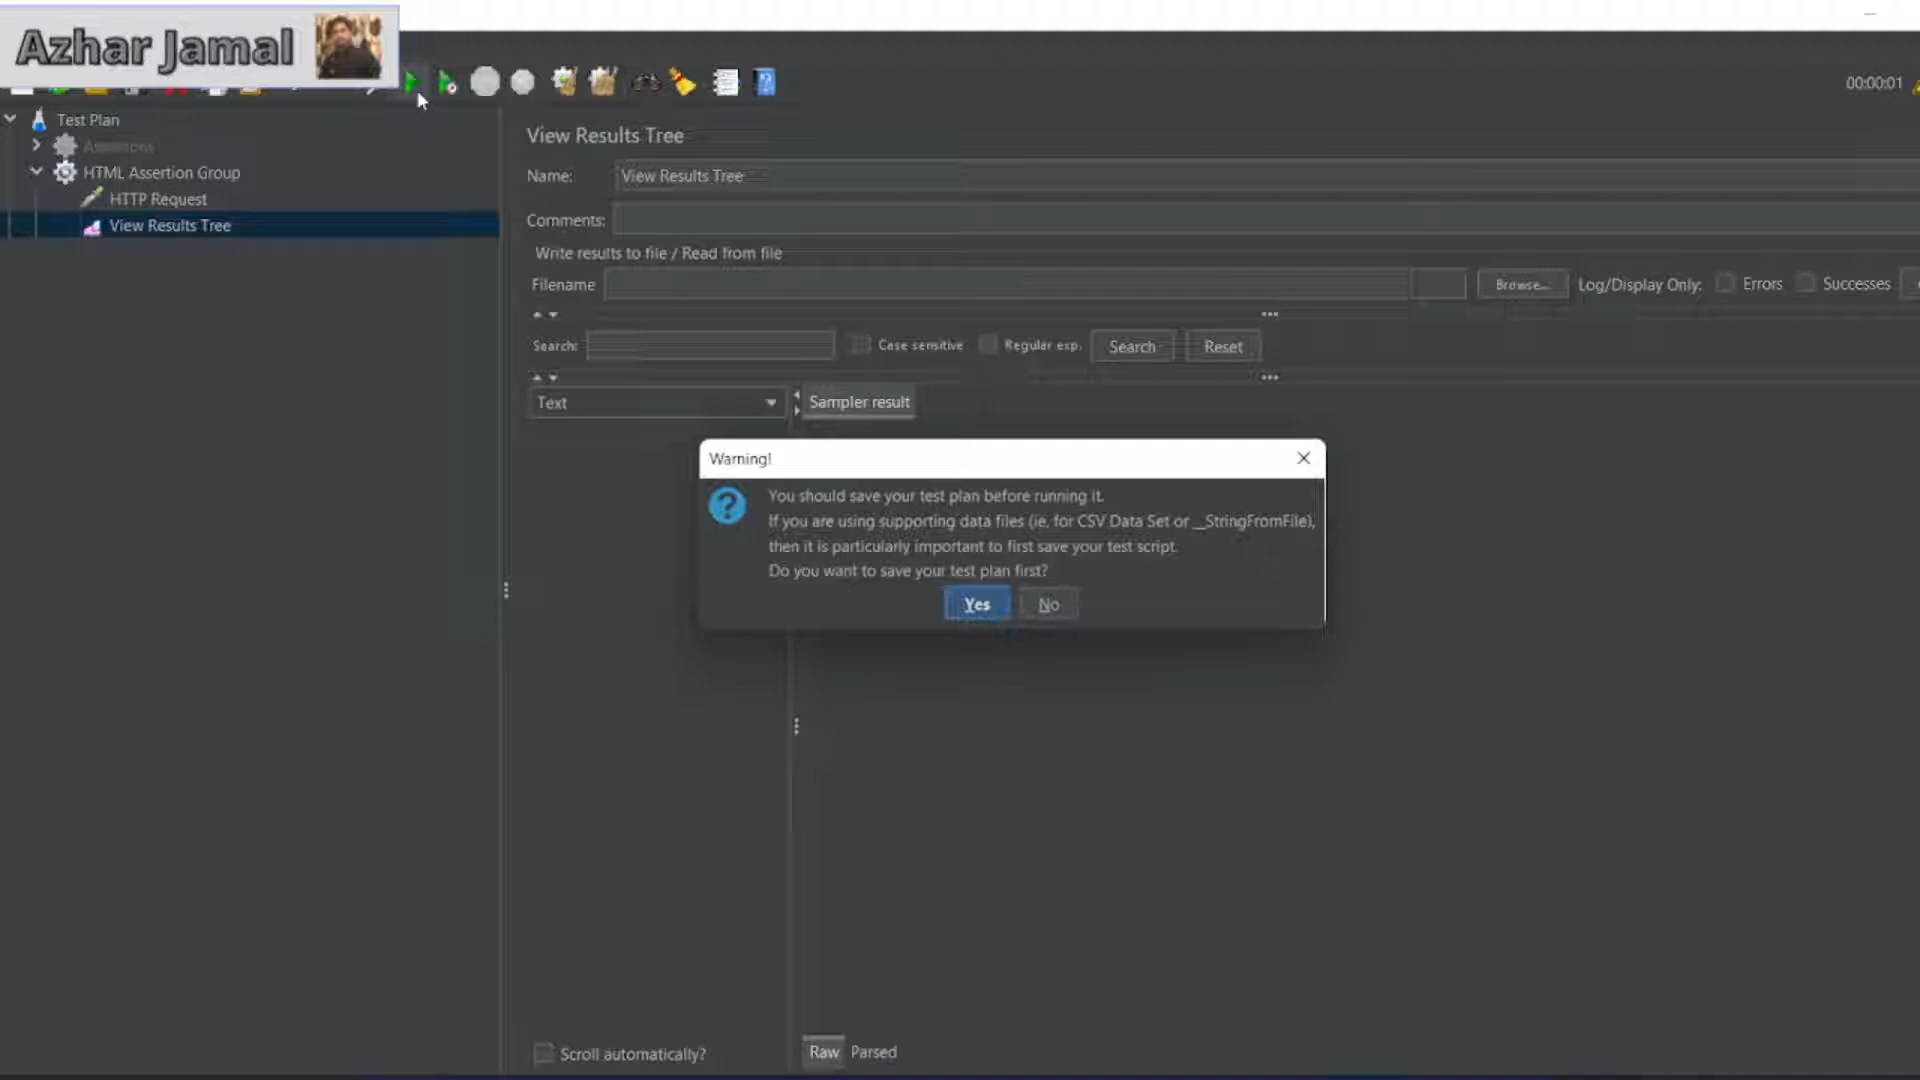 Azhar Jamal
00:00:01
Test Plan
Assertions
HTML Assertion Group
HTTP Request
View Results Tree
View Results Tree
Name: View Results Tree
Comments:
Write results to file / Read from file
Filename Browse... Log/Display Only: Errors Successes
Search: Case sensitive Regular exp. Search Reset
Text Sampler result
Warning!
You should save your test plan before running it.
If you are using supporting data files (ie. for CSV Data Set or __StringFromFile),
then it is particularly important to first save your test script.
Do you want to save your test plan first?
Yes No
Scroll automatically? Raw Parsed